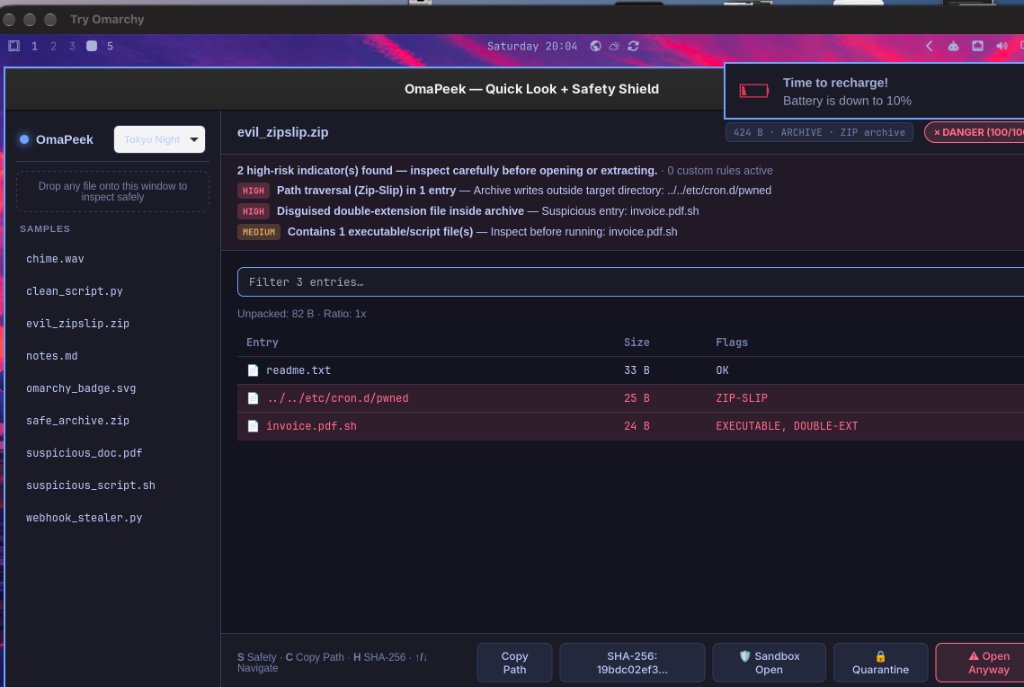 Try Omarchy
1 2 3 5
Saturday 20:04
Time to recharge!
Battery is down to 10%
OmaPeek — Quick Look + Safety Shield
OmaPeek
Tokyo Night
Drop any file onto this window to
inspect safely
SAMPLES
chime.wav
clean_script.py
evil_zipslip.zip
notes.md
omarchy_badge.svg
safe_archive.zip
suspicious_doc.pdf
suspicious_script.sh
webhook_stealer.py
evil_zipslip.zip
424 B · ARCHIVE · ZIP archive
× DANGER (100/100
2 high-risk indicator(s) found — inspect carefully before opening or extracting. · 0 custom rules active
HIGH Path traversal (Zip-Slip) in 1 entry — Archive writes outside target directory: ../../etc/cron.d/pwned
HIGH Disguised double-extension file inside archive — Suspicious entry: invoice.pdf.sh
MEDIUM Contains 1 executable/script file(s) — Inspect before running: invoice.pdf.sh
Filter 3 entries…
Unpacked: 82 B · Ratio: 1x
Entry Size Flags
readme.txt 33 B OK
../../etc/cron.d/pwned 25 B ZIP-SLIP
invoice.pdf.sh 24 B EXECUTABLE, DOUBLE-EXT
S Safety · C Copy Path · H SHA-256 · ↑/↓
Navigate
Copy
Path
SHA-256:
19bdc02ef3…
Sandbox
Open
Quarantine
Open
Anyway